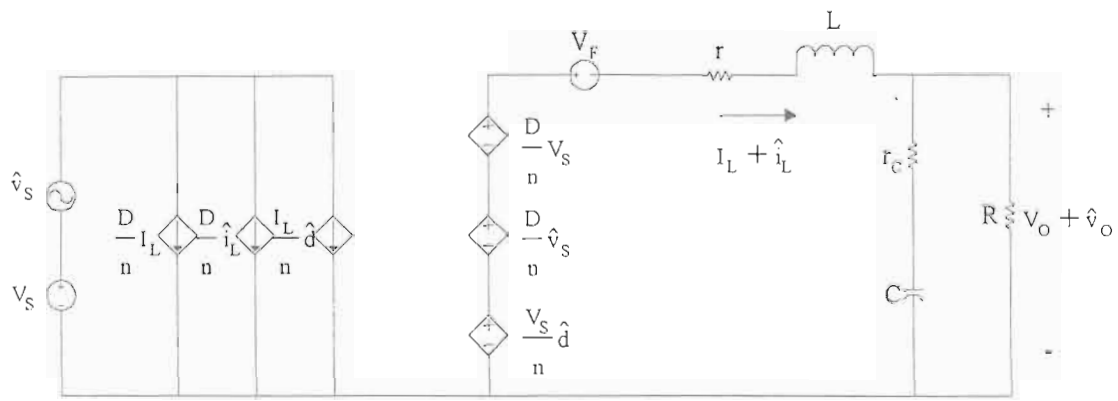 L
V_F
r
D/n V_S
I_L + î_L
r_C
+
v̂_S
D/n I_L
D/n î_L
I_L/n d̂
D/n v̂_S
R
V_O + v̂_O
V_S
C
V_S/n d̂
-